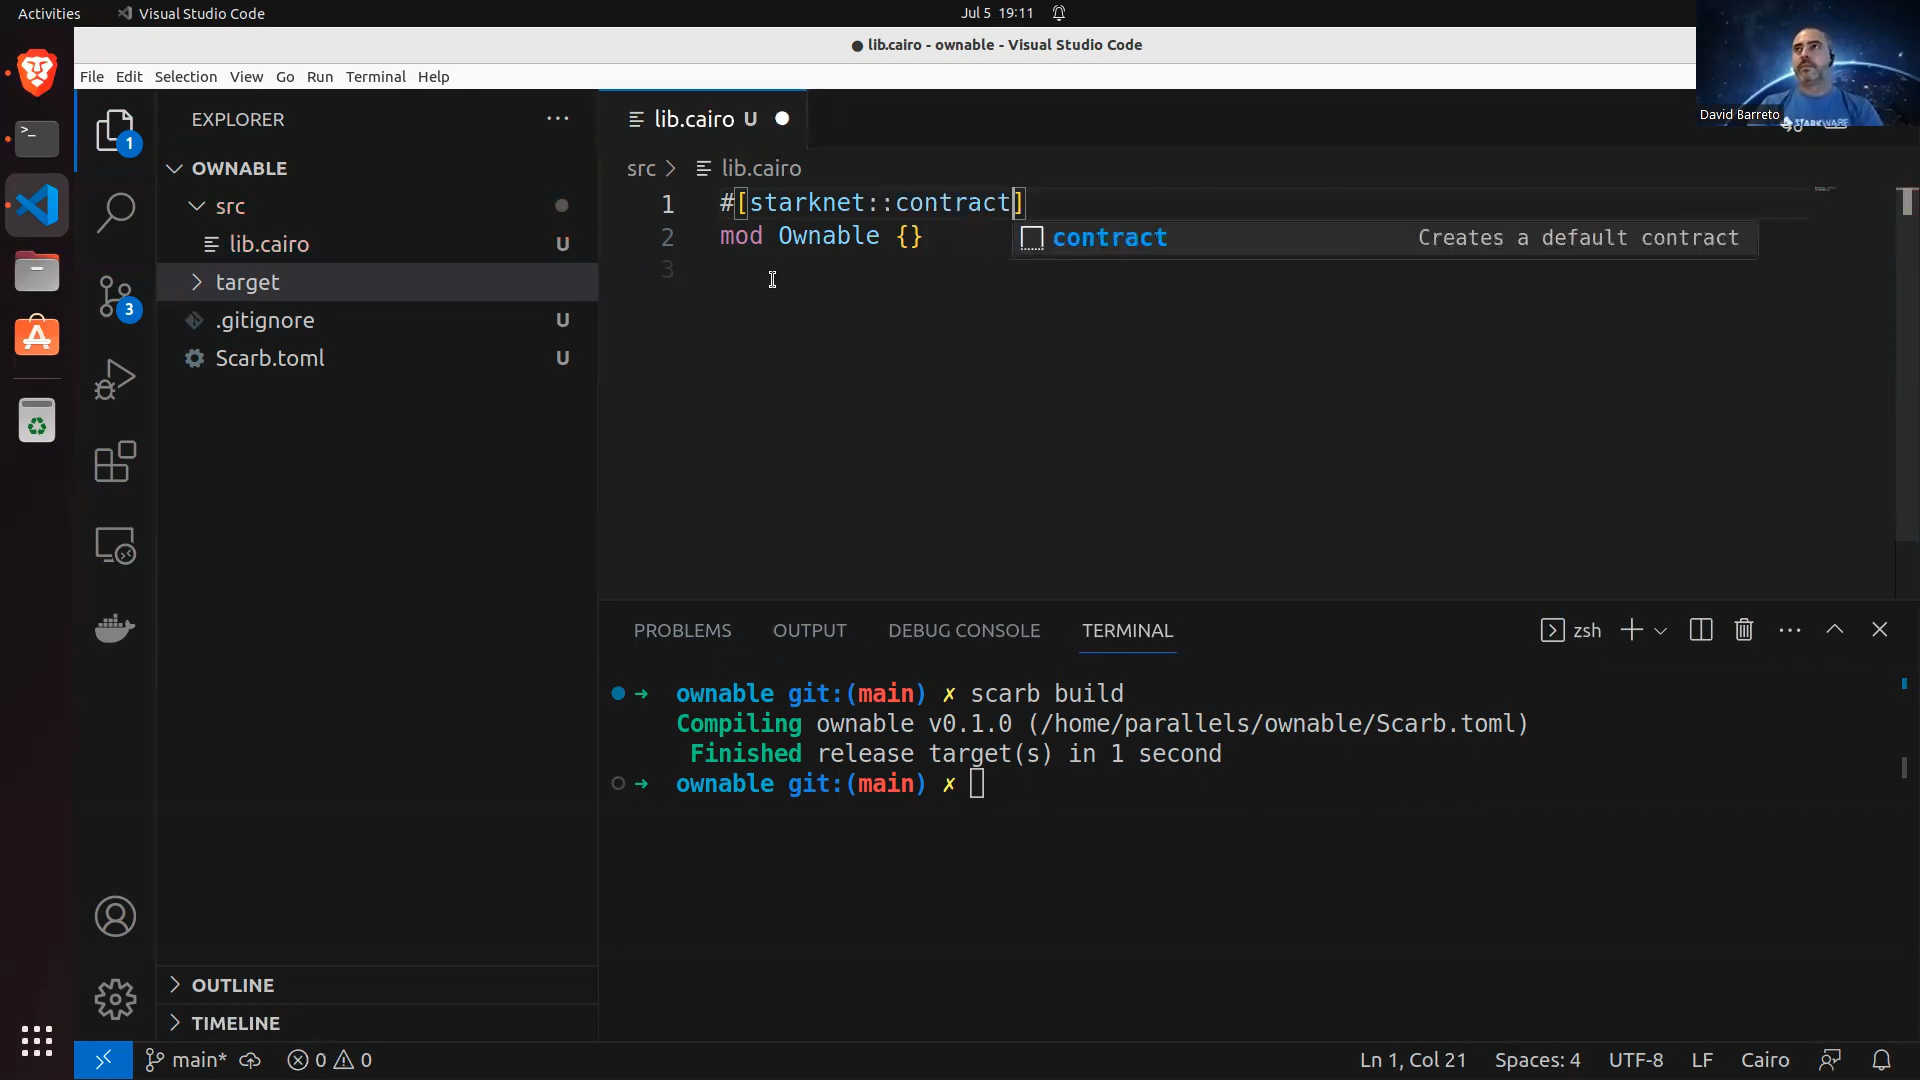 Activities
Visual Studio Code
Jul 5 19:11
lib.cairo - ownable - Visual Studio Code
File Edit Selection View Go Run Terminal Help
David Barreto
STARKWARE
EXPLORER
1
OWNABLE
src
lib.cairo U
target
3
.gitignore U
Scarb.toml U
OUTLINE
TIMELINE
lib.cairo U
src > lib.cairo
1 #[starknet::contract]
2 mod Ownable {}
3
contract Creates a default contract
PROBLEMS OUTPUT DEBUG CONSOLE TERMINAL
zsh
➜ ownable git:(main) ✗ scarb build
Compiling ownable v0.1.0 (/home/parallels/ownable/Scarb.toml)
Finished release target(s) in 1 second
➜ ownable git:(main) ✗
main* 0 0
Ln 1, Col 21 Spaces: 4 UTF-8 LF Cairo